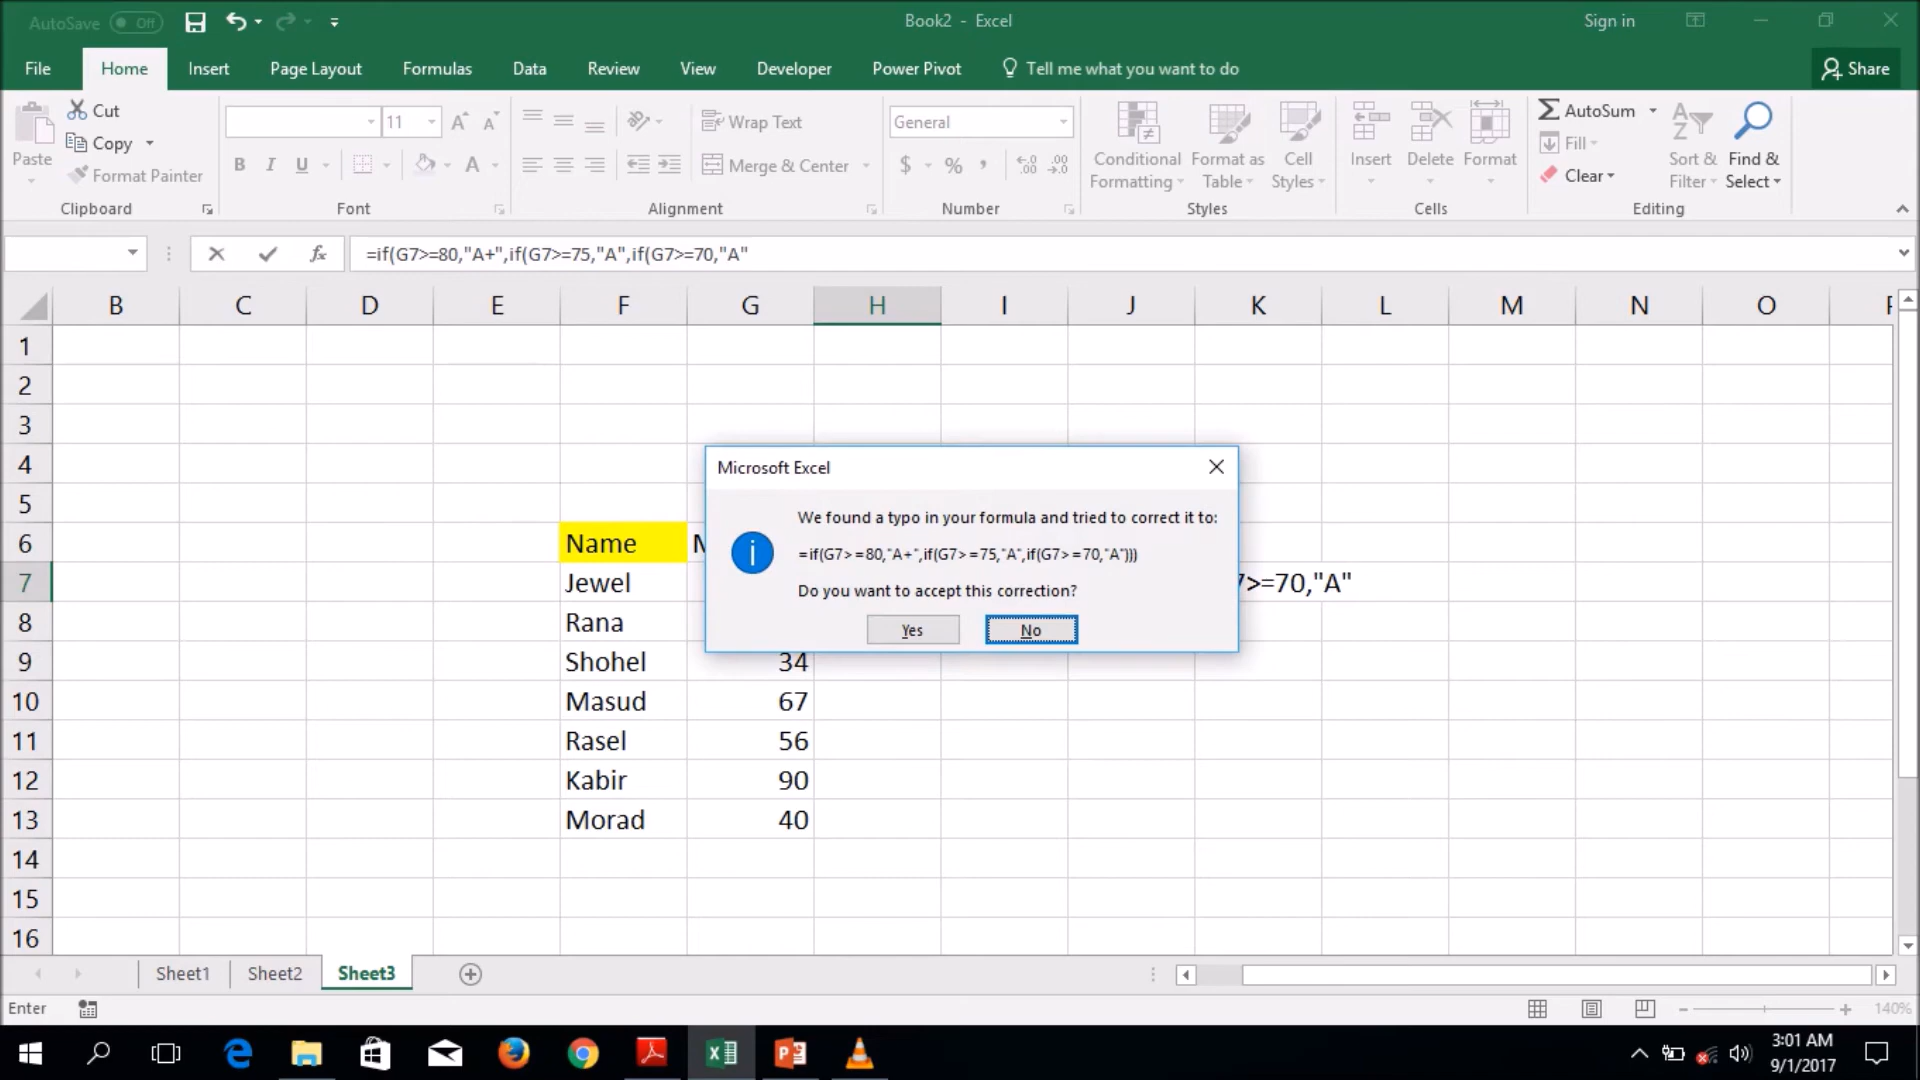 AutoSave Off
Book2 - Excel
Sign in
File Home Insert Page Layout Formulas Data Review View Developer Power Pivot Tell me what you want to do Share
Paste
Cut
Copy
Format Painter
Clipboard
11
B I U A
Font
Wrap Text
Merge & Center
Alignment
General
$ % ,
Number
Conditional Formatting
Format as Table
Cell Styles
Styles
Insert Delete Format
Cells
AutoSum
Fill
Clear
Sort & Filter
Find & Select
Editing
fx =if(G7>=80,"A+",if(G7>=75,"A",if(G7>=70,"A"
B C D E F G H I J K L M N O
1
2
3
4
5
6 Name
7 Jewel >=70,"A"
8 Rana
9 Shohel 34
10 Masud 67
11 Rasel 56
12 Kabir 90
13 Morad 40
14
15
16
Microsoft Excel
We found a typo in your formula and tried to correct it to:
=if(G7>=80,"A+",if(G7>=75,"A",if(G7>=70,"A")))
Do you want to accept this correction?
Yes No
Sheet1 Sheet2 Sheet3
Enter
140%
3:01 AM
9/1/2017